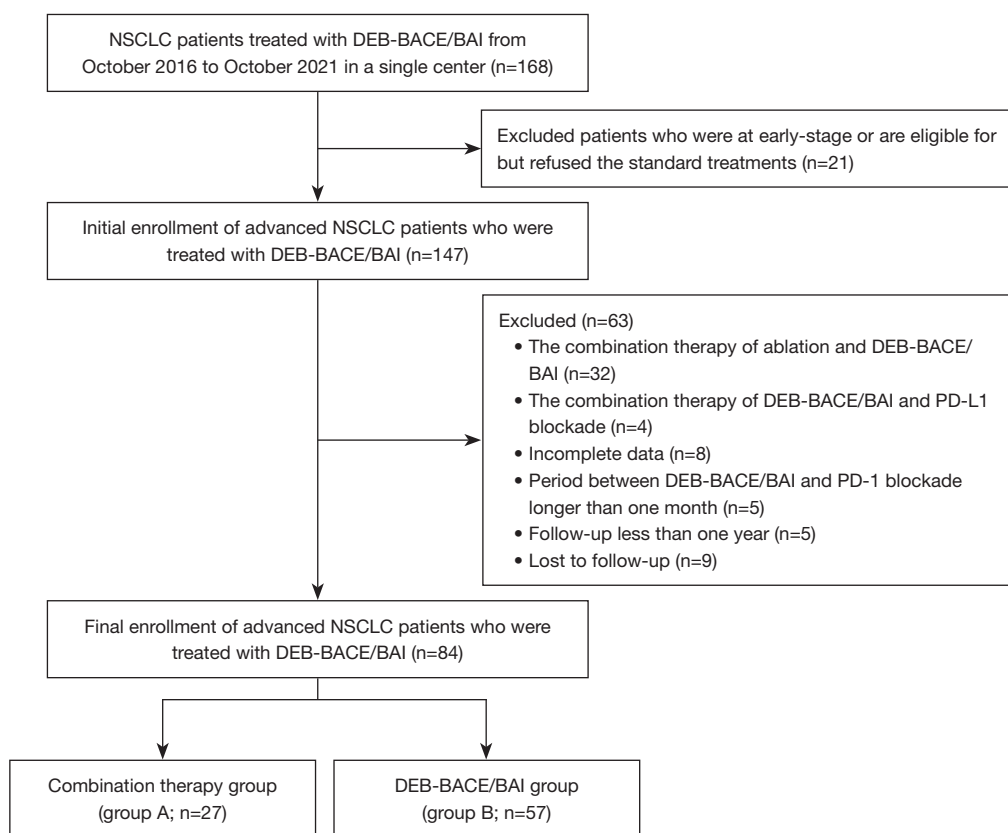 NSCLC patients treated with DEB-BACE/BAI from
October 2016 to October 2021 in a single center (n=168)
Excluded patients who were at early-stage or are eligible for
but refused the standard treatments (n=21)
Initial enrollment of advanced NSCLC patients who were
treated with DEB-BACE/BAI (n=147)
Excluded (n=63)
• The combination therapy of ablation and DEB-BACE/
BAI (n=32)
• The combination therapy of DEB-BACE/BAI and PD-L1
blockade (n=4)
• Incomplete data (n=8)
• Period between DEB-BACE/BAI and PD-1 blockade
longer than one month (n=5)
• Follow-up less than one year (n=5)
• Lost to follow-up (n=9)
Final enrollment of advanced NSCLC patients who were
treated with DEB-BACE/BAI (n=84)
Combination therapy group
(group A; n=27)
DEB-BACE/BAI group
(group B; n=57)